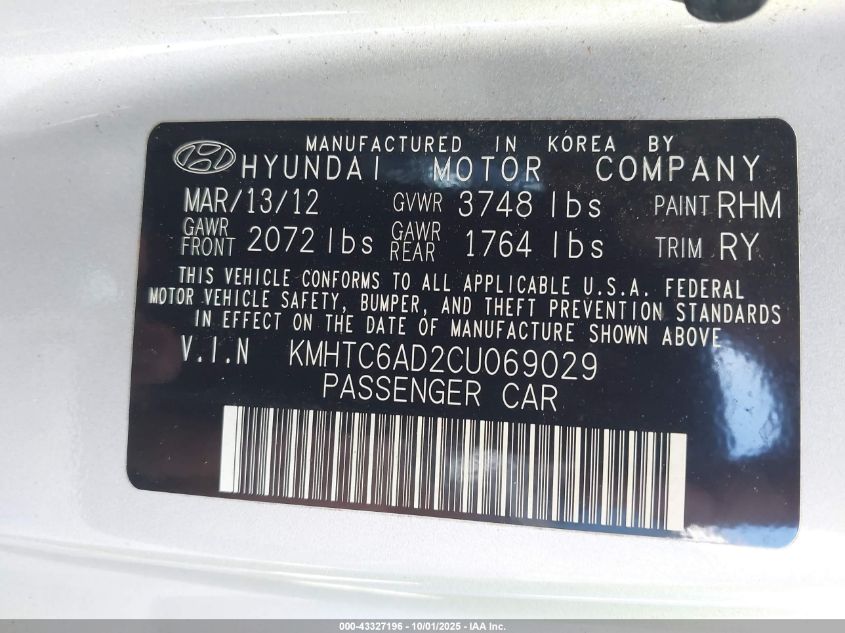 MANUFACTURED IN KOREA BY
HYUNDAI MOTOR COMPANY
MAR/13/12 GVWR 3748 lbs PAINT RHM
GAWR FRONT 2072 lbs GAWR REAR 1764 lbs TRIM RY
THIS VEHICLE CONFORMS TO ALL APPLICABLE U.S.A. FEDERAL
MOTOR VEHICLE SAFETY, BUMPER, AND THEFT PREVENTION STANDARDS
IN EFFECT ON THE DATE OF MANUFACTURE SHOWN ABOVE
V.I.N KMHTC6AD2CU069029
PASSENGER CAR
000-43327196 - 10/01/2025 - IAA Inc.